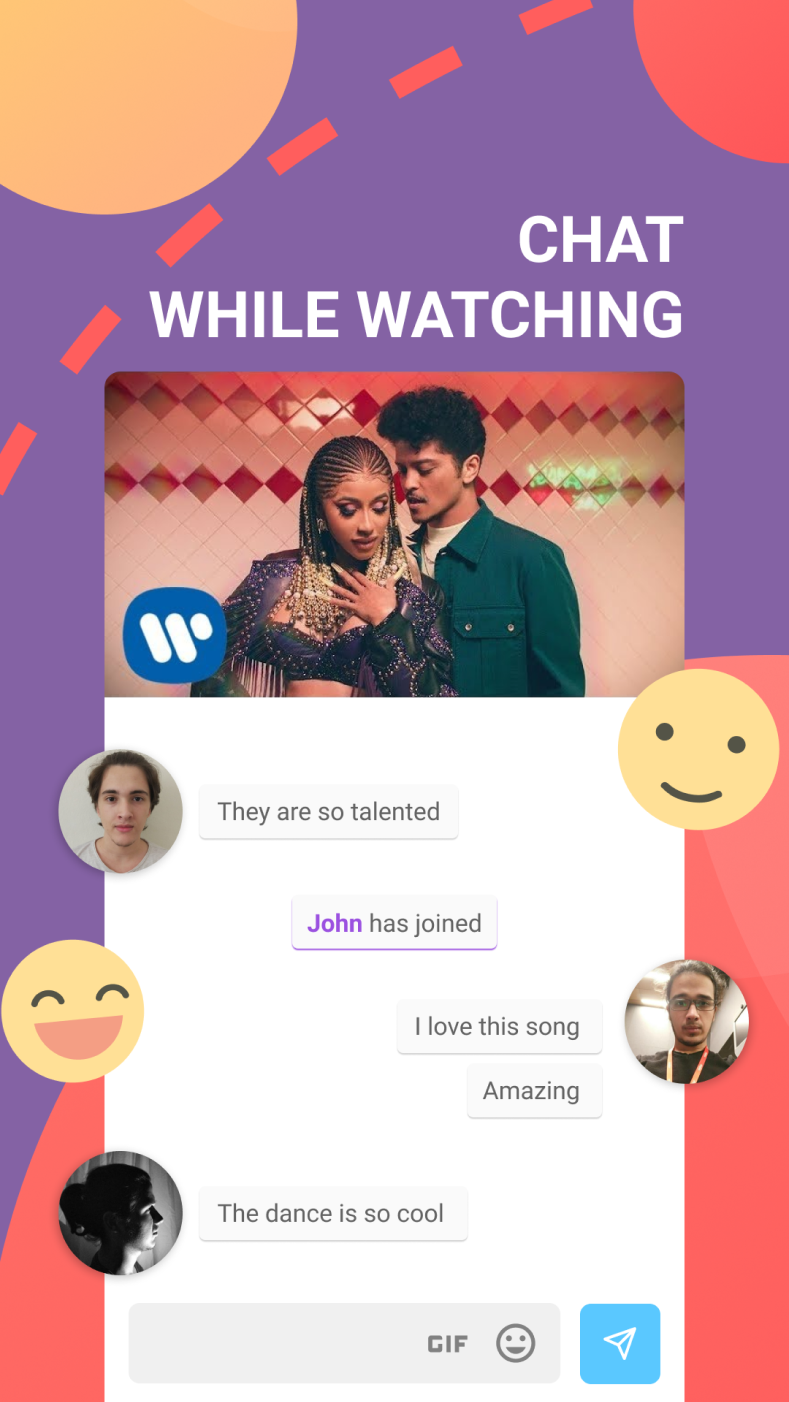 CHAT
WHILE WATCHING
They are so talented
John has joined
I love this song
Amazing
The dance is so cool
GIF